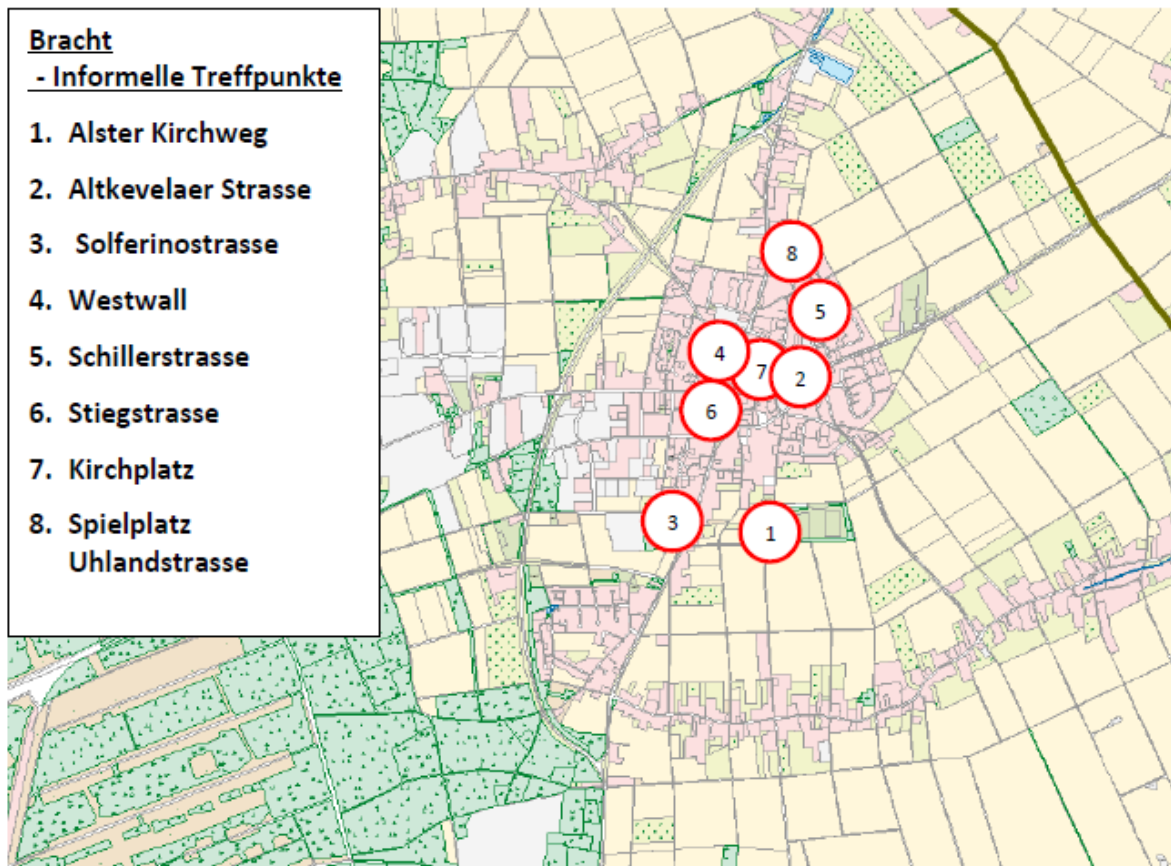 Bracht
- Informelle Treffpunkte
1. Alster Kirchweg
2. Altkevelaer Strasse
3. Solferinostrasse
4. Westwall
5. Schillerstrasse
6. Stiegstrasse
7. Kirchplatz
8. Spielplatz
Uhlandstrasse
8
5
4
7
2
6
3
1